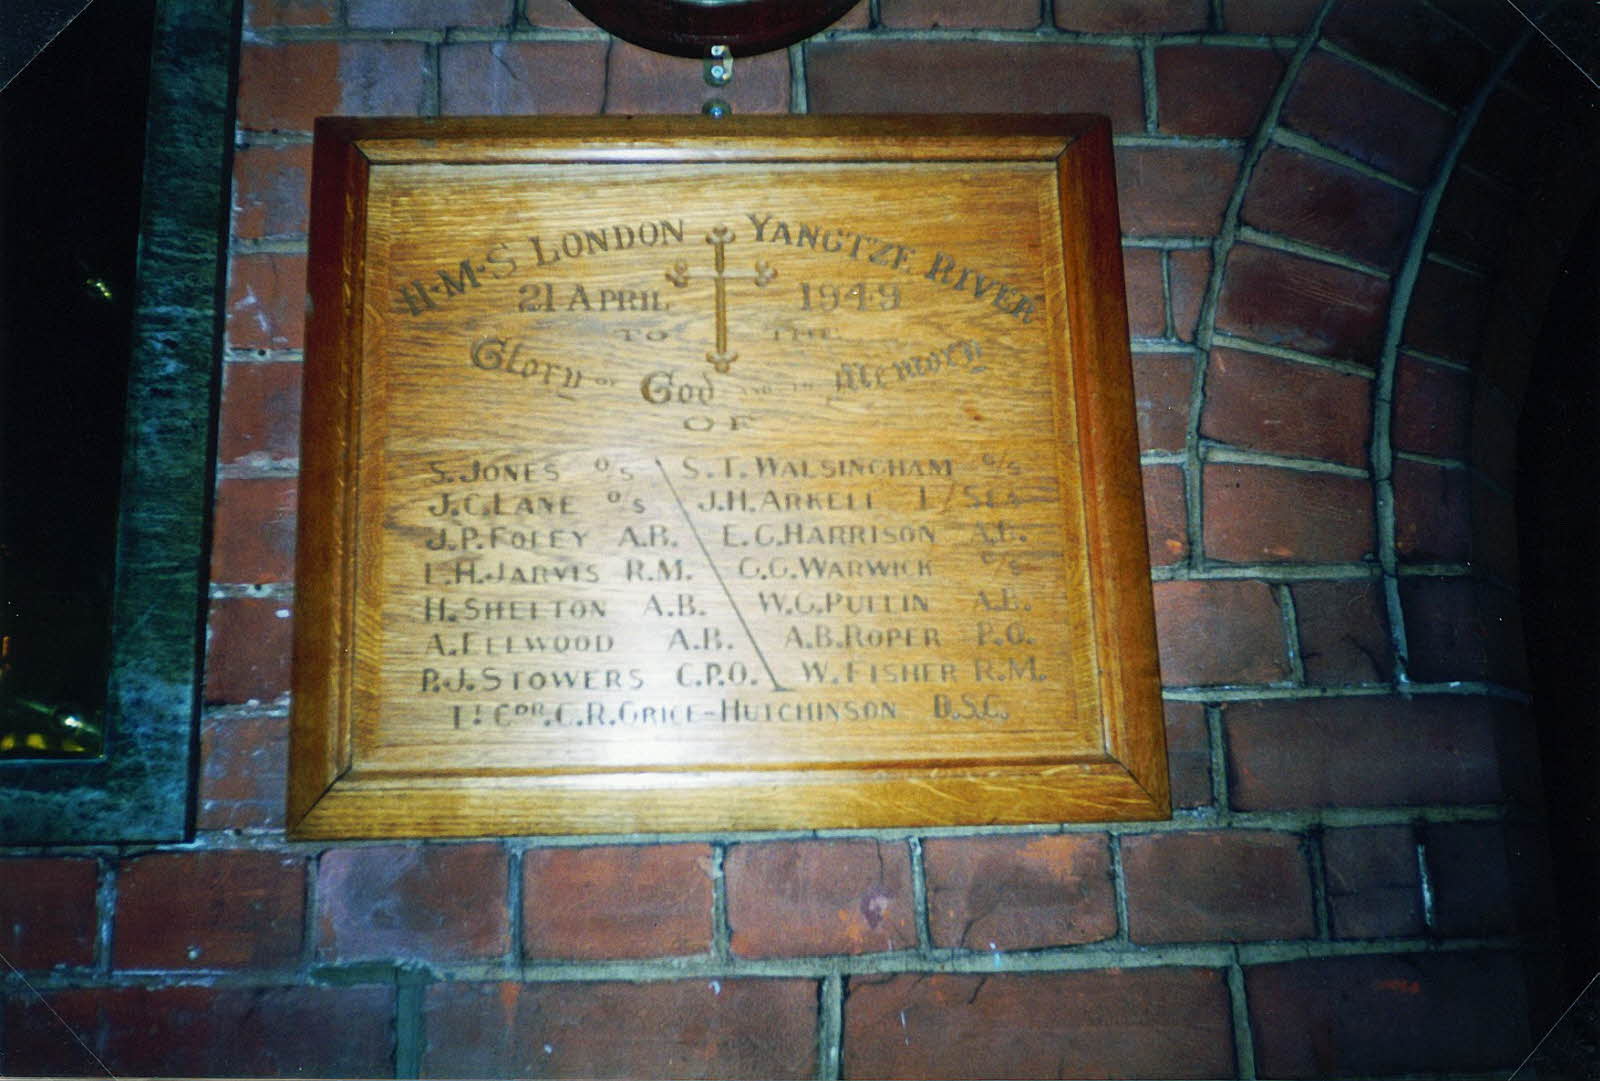 H.M.S LONDON YANGTZE RIVER
21 APRIL 1949
TO THE
Glory OF God AND IN Memory
OF
S. JONES O/S S.T. WALSINGHAM O/S
J.C. LANE O/S J.H. ARKELL L/SEA
J.P. FOLEY A.B. E.C. HARRISON A.B.
L.H. JARVIS R.M. G.G. WARWICK O/S
H. SHELTON A.B. W.G. PULLIN A.B.
A. ELLWOOD A.B. A.B. ROPER P.O.
P.J. STOWERS C.P.O. W. FISHER R.M.
Lt CDR. C.R. GRICE-HUTCHINSON D.S.C.